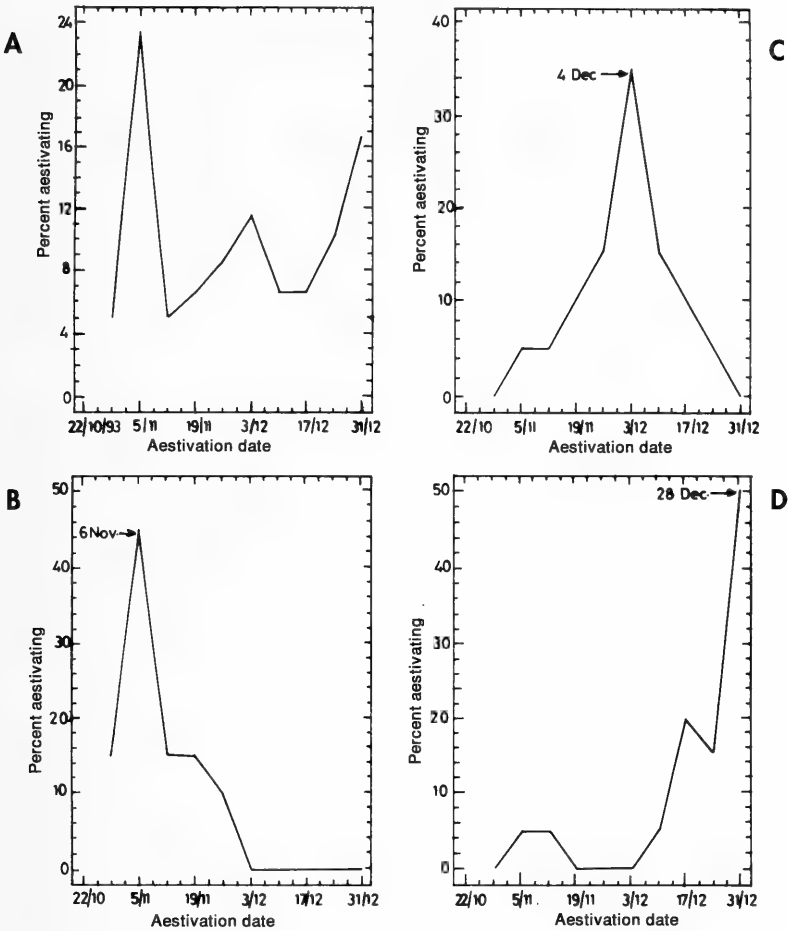 A
24
20
16
12
8
4
0
Percent aestivating
22/10/93 5/11 19/11 3/12 17/12 31/12
Aestivation date
C
40
30
20
10
0
Percent aestivating
4 Dec
22/10 5/11 19/11 3/12 17/12 31/12
Aestivation date
B
50
40
30
20
10
0
Percent aestivating
6 Nov
22/10 5/11 19/11 3/12 17/12 31/12
Aestivation date
D
50
40
30
20
10
0
Percent aestivating
28 Dec
22/10 5/11 19/11 3/12 17/12 31/12
Aestivation date